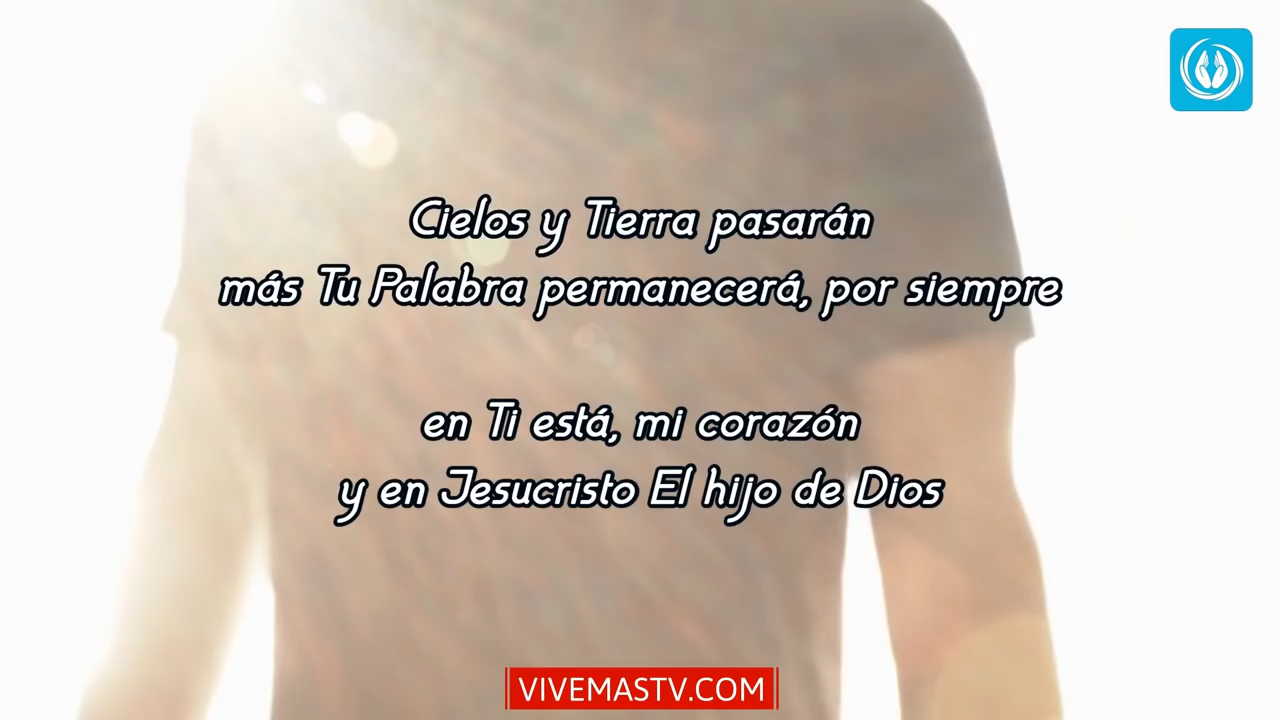 Cielos y Tierra pasarán
más Tu Palabra permanecerá, por siempre
en Ti está, mi corazón
y en Jesucristo El hijo de Dios
VIVEMASTV.COM